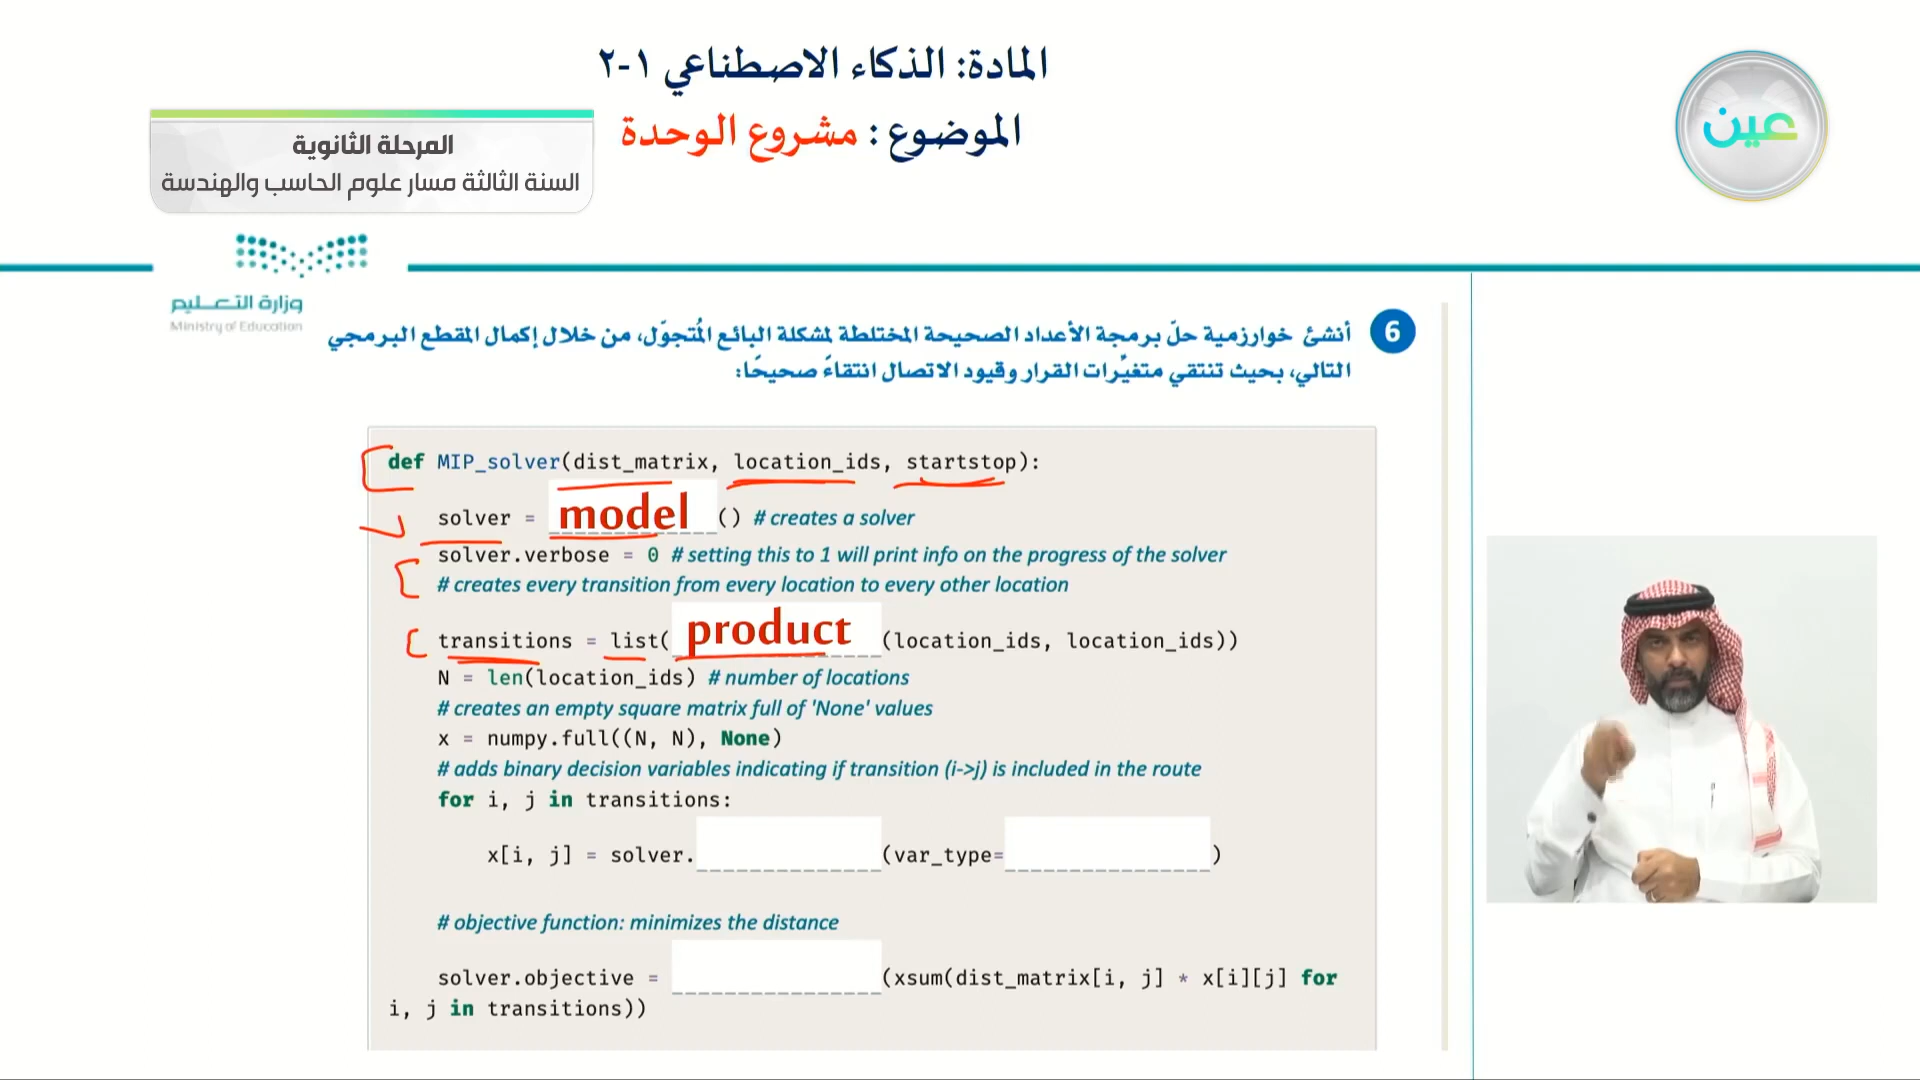 المادة: الذكاء الاصطناعي ١-٢
الموضوع : مشروع الوحدة
عين
المرحلة الثانوية
السنة الثالثة مسار علوم الحاسب والهندسة
وزارة التعليم
Ministry of Education
6 أنشئ خوارزمية حلّ برمجة الأعداد الصحيحة المختلطة لمشكلة البائع المُتجوّل، من خلال إكمال المقطع البرمجي
التالي، بحيث تنتقي متغيِّرات القرار وقيود الاتصال انتقاءً صحيحًا:
def MIP_solver(dist_matrix, location_ids, startstop):
solver = model () # creates a solver
solver.verbose = 0 # setting this to 1 will print info on the progress of the solver
# creates every transition from every location to every other location
transitions = list( product (location_ids, location_ids))
N = len(location_ids) # number of locations
# creates an empty square matrix full of 'None' values
x = numpy.full((N, N), None)
# adds binary decision variables indicating if transition (i->j) is included in the route
for i, j in transitions:
x[i, j] = solver. (var_type= )
# objective function: minimizes the distance
solver.objective = (xsum(dist_matrix[i, j] * x[i][j] for
i, j in transitions))